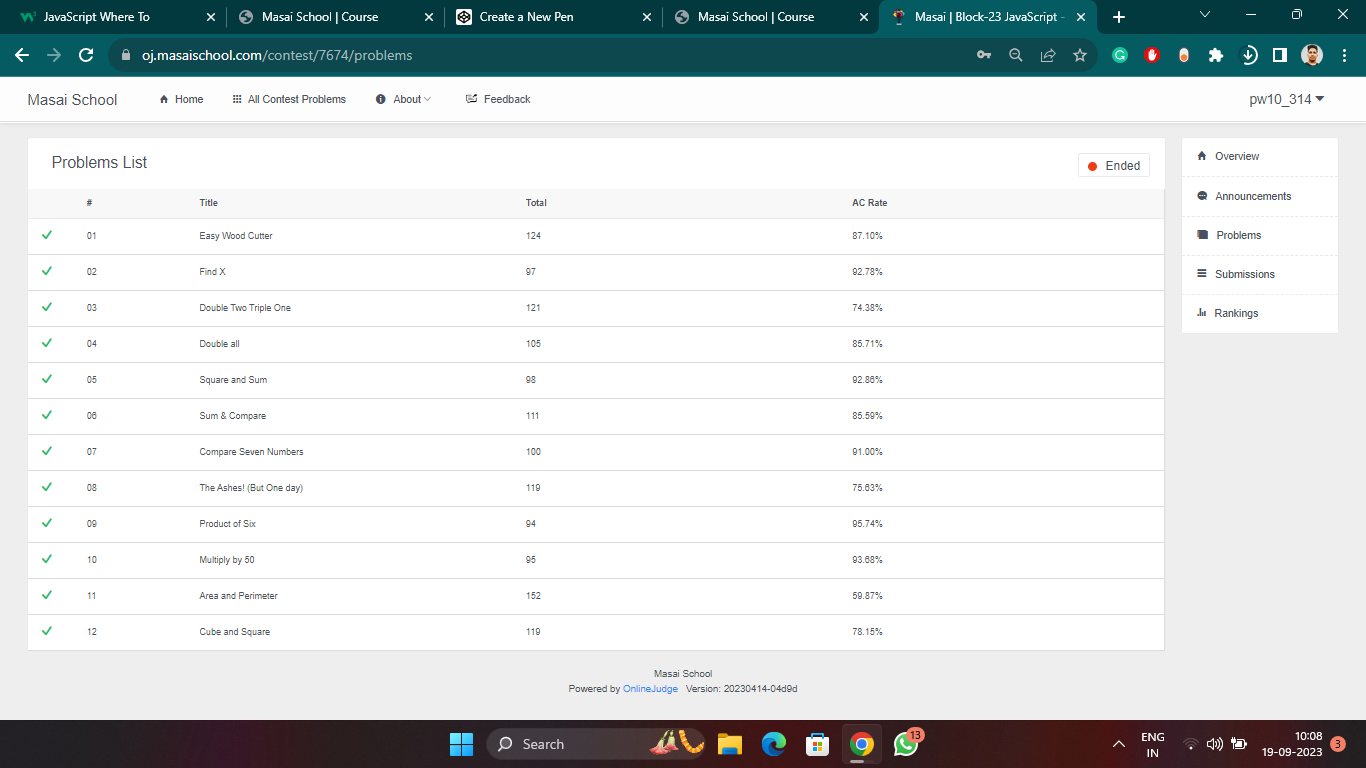 JavaScript Where To
Masai School | Course
Create a New Pen
Masai School | Course
Masai | Block-23 JavaScript -
oj.masaischool.com/contest/7674/problems
Masai School Home All Contest Problems About Feedback pw10_314
Problems List Ended
# Title Total AC Rate
01 Easy Wood Cutter 124 87.10%
02 Find X 97 92.78%
03 Double Two Triple One 121 74.38%
04 Double all 105 85.71%
05 Square and Sum 98 92.86%
06 Sum & Compare 111 85.59%
07 Compare Seven Numbers 100 91.00%
08 The Ashes! (But One day) 119 75.63%
09 Product of Six 94 95.74%
10 Multiply by 50 95 93.68%
11 Area and Perimeter 152 59.87%
12 Cube and Square 119 78.15%
Overview
Announcements
Problems
Submissions
Rankings
Masai School
Powered by OnlineJudge Version: 20230414-04d9d
Search
13
ENG
IN
10:08
19-09-2023
3